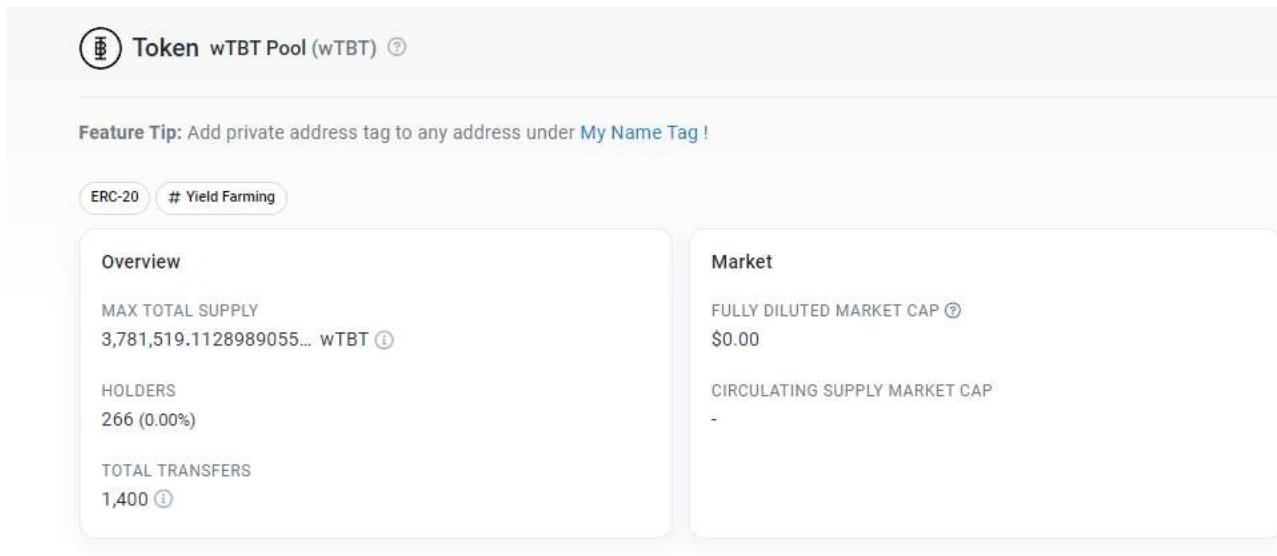 Token wTBT Pool (wTBT)
Feature Tip: Add private address tag to any address under My Name Tag !
ERC-20
# Yield Farming
Overview
MAX TOTAL SUPPLY
3,781,519.1128989055... wTBT
HOLDERS
266 (0.00%)
TOTAL TRANSFERS
1,400
Market
FULLY DILUTED MARKET CAP
$0.00
CIRCULATING SUPPLY MARKET CAP
-